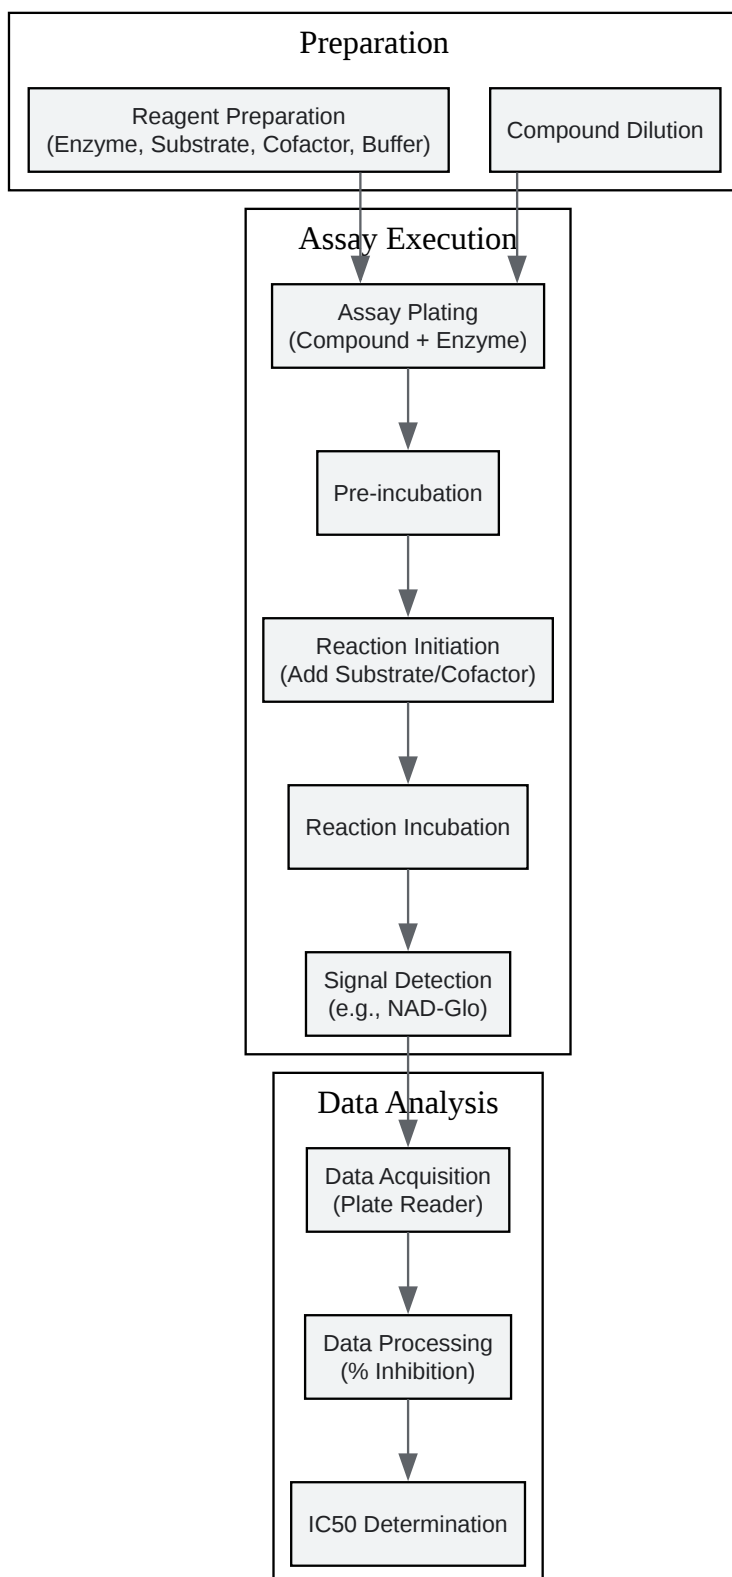 Preparation
Reagent Preparation
(Enzyme, Substrate, Cofactor, Buffer)
Compound Dilution
Assay Execution
Assay Plating
(Compound + Enzyme)
Pre-incubation
Reaction Initiation
(Add Substrate/Cofactor)
Reaction Incubation
Signal Detection
(e.g., NAD-Glo)
Data Analysis
Data Acquisition
(Plate Reader)
Data Processing
(% Inhibition)
IC50 Determination